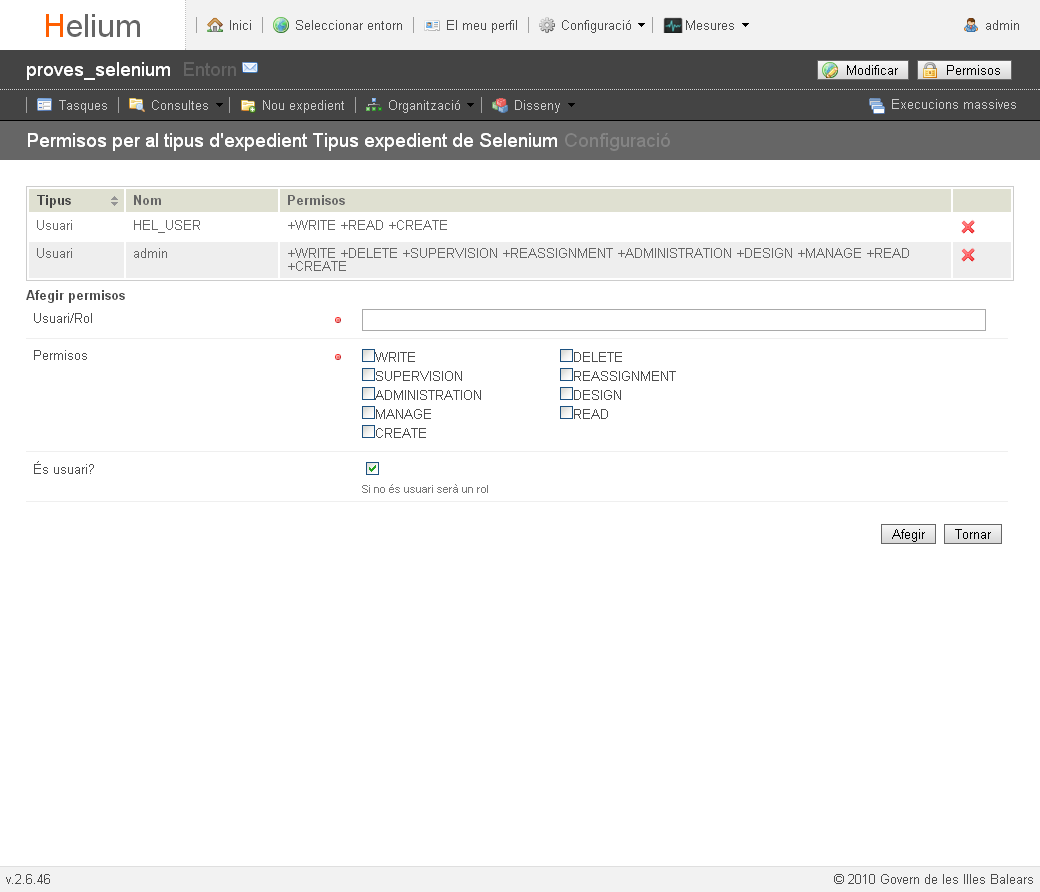 Helium
Inici Seleccionar entorn El meu perfil Configuració Mesures admin
proves_selenium Entorn Modificar Permisos
Tasques Consultes Nou expedient Organització Disseny Execucions massives
Permisos per al tipus d'expedient Tipus expedient de Selenium Configuració
Tipus Nom Permisos
Usuari HEL_USER +WRITE +READ +CREATE
Usuari admin +WRITE +DELETE +SUPERVISION +REASSIGNMENT +ADMINISTRATION +DESIGN +MANAGE +READ
+CREATE
Afegir permisos
Usuari/Rol
Permisos WRITE DELETE
SUPERVISION REASSIGNMENT
ADMINISTRATION DESIGN
MANAGE READ
CREATE
És usuari?
Si no és usuari serà un rol
Afegir Tornar
v.2.6.46 © 2010 Govern de les Illes Balears